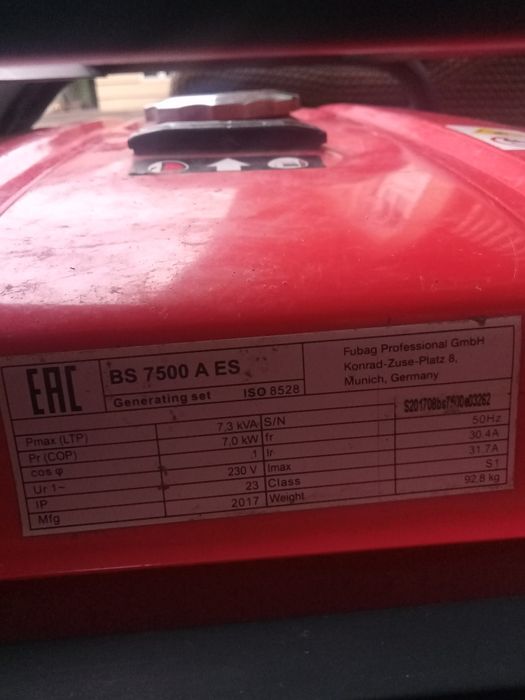 EAC
BS 7500 A ES
Generating set ISO 8528
Fubag Professional GmbH
Konrad-Zuse-Platz 8,
Munich, Germany
Pmax (LTP) 7,3 kVA S/N
Pr (COP) 7.0 kW fr 50Hz
cos φ 1 Ir 30.4A
Ur 1~ 230 V Imax 31.7A
IP 23 Class S1
Mfg 2017 Weight 92,8 kg